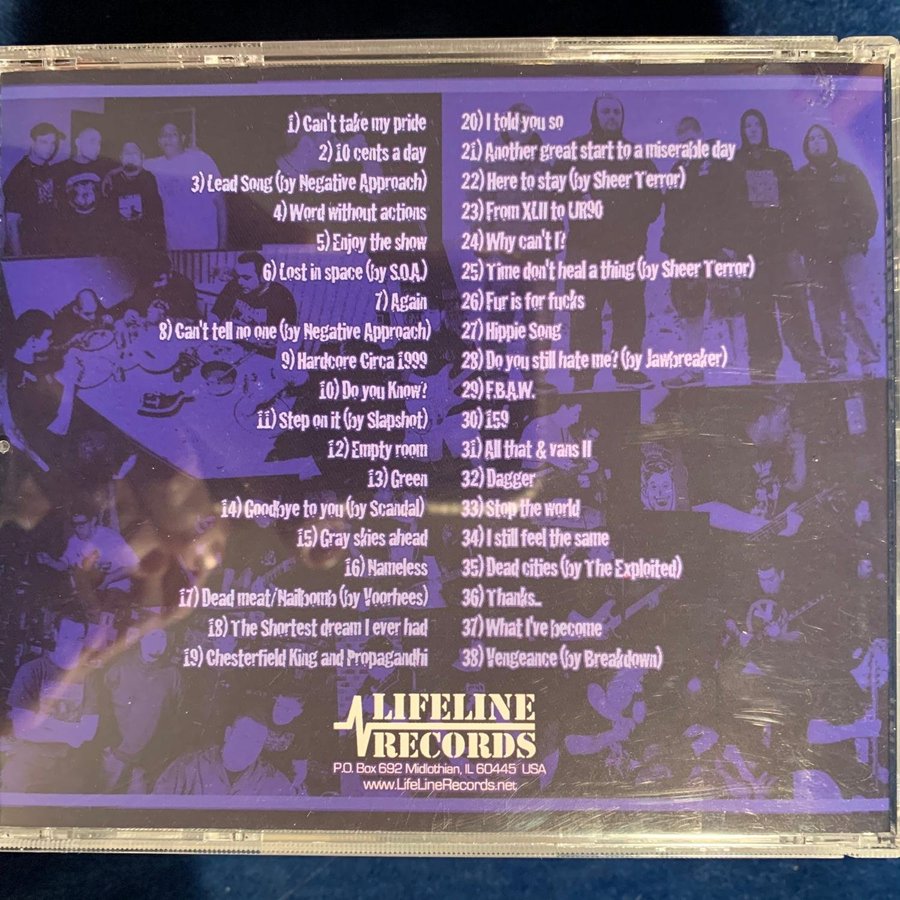 1) Can't take my pride
2) 10 cents a day
3) Lead Song (by Negative Approach)
4) Word without actions
5) Enjoy the show
6) Lost in space (by S.O.A.)
7) Again
8) Can't tell no one (by Negative Approach)
9) Hardcore Circa 1999
10) Do you Know?
11) Step on it (by Slapshot)
12) Empty room
13) Green
14) Goodbye to you (by Scandal)
15) Gray skies ahead
16) Nameless
17) Dead meat/Nailbomb (by Voorhees)
18) The Shortest dream I ever had
19) Chesterfield King and Propagandhi
20) I told you so
21) Another great start to a miserable day
22) Here to stay (by Sheer Terror)
23) From XLII to UR90
24) Why can't I?
25) Time don't heal a thing (by Sheer Terror)
26) Fur is for fucks
27) Hippie Song
28) Do you still hate me? (by Jawbreaker)
29) F.B.A.W.
30) 159
31) All that & vans II
32) Dagger
33) Stop the world
34) I still feel the same
35) Dead cities (by The Exploited)
36) Thanks...
37) What I've become
38) Vengeance (by Breakdown)
LIFELINE
RECORDS
P.O. Box 692 Midlothian, IL 60445 USA
www.LifeLineRecords.net